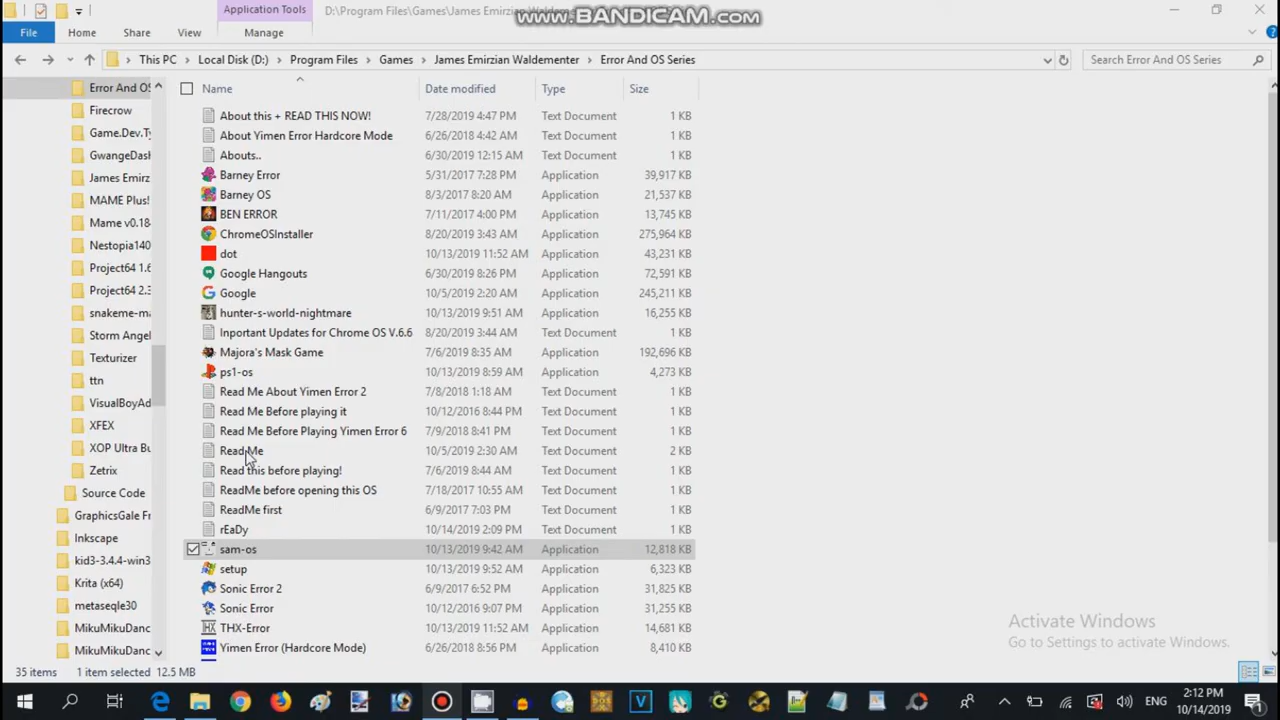 Application Tools
D:\Program Files\Games\James Emirzian Waldementer\Error And OS Series
www.BANDICAM.com
File
Home
Share
View
Manage
This PC
Local Disk (D:)
Program Files
Games
James Emirzian Waldementer
Error And OS Series
Search Error And OS Series
Name
Date modified
Type
Size
Error And OS
Firecrow
Game.Dev.Ty
GwangeDash
James Emirz
MAME Plus!
Mame v0.18
Nestopia140
Project64 1.6
Project64 2.3
snakeme-ma
Storm Angel
Texturizer
ttn
VisualBoyAd
XFEX
XOP Ultra Bu
Zetrix
Source Code
GraphicsGale Fr
Inkscape
kid3-3.4.4-win3
Krita (x64)
metaseqle30
MikuMikuDanc
MikuMikuDanc
About this + READ THIS NOW! 7/28/2019 4:47 PM Text Document 1 KB
About Yimen Error Hardcore Mode 6/26/2018 4:42 AM Text Document 1 KB
Abouts.. 6/30/2019 12:15 AM Text Document 1 KB
Barney Error 5/31/2017 7:28 PM Application 39,917 KB
Barney OS 8/3/2017 8:20 AM Application 21,537 KB
BEN ERROR 7/11/2017 4:00 PM Application 13,745 KB
ChromeOSInstaller 8/20/2019 3:43 AM Application 275,964 KB
dot 10/13/2019 11:52 AM Application 43,231 KB
Google Hangouts 6/30/2019 8:26 PM Application 72,591 KB
Google 10/5/2019 2:20 AM Application 245,211 KB
hunter-s-world-nightmare 10/13/2019 9:51 AM Application 16,255 KB
Inportant Updates for Chrome OS V.6.6 8/20/2019 3:44 AM Text Document 1 KB
Majora's Mask Game 7/6/2019 8:35 AM Application 192,696 KB
ps1-os 10/13/2019 8:59 AM Application 4,273 KB
Read Me About Yimen Error 2 7/8/2018 1:18 AM Text Document 1 KB
Read Me Before playing it 10/12/2016 8:44 PM Text Document 1 KB
Read Me Before Playing Yimen Error 6 7/9/2018 8:41 PM Text Document 1 KB
Read Me 10/5/2019 2:30 AM Text Document 2 KB
Read this before playing! 7/6/2019 8:44 AM Text Document 1 KB
ReadMe before opening this OS 7/18/2017 10:55 AM Text Document 1 KB
ReadMe first 6/9/2017 7:03 PM Text Document 1 KB
rEaDy 10/14/2019 2:09 PM Text Document 1 KB
sam-os 10/13/2019 9:42 AM Application 12,818 KB
setup 10/13/2019 9:52 AM Application 6,323 KB
Sonic Error 2 6/9/2017 6:52 PM Application 31,825 KB
Sonic Error 10/12/2016 9:07 PM Application 31,255 KB
THX-Error 10/13/2019 11:52 AM Application 14,681 KB
Yimen Error (Hardcore Mode) 6/26/2018 8:56 PM Application 8,410 KB
Activate Windows
Go to Settings to activate Windows.
35 items
1 item selected 12.5 MB
ENG
2:12 PM
10/14/2019